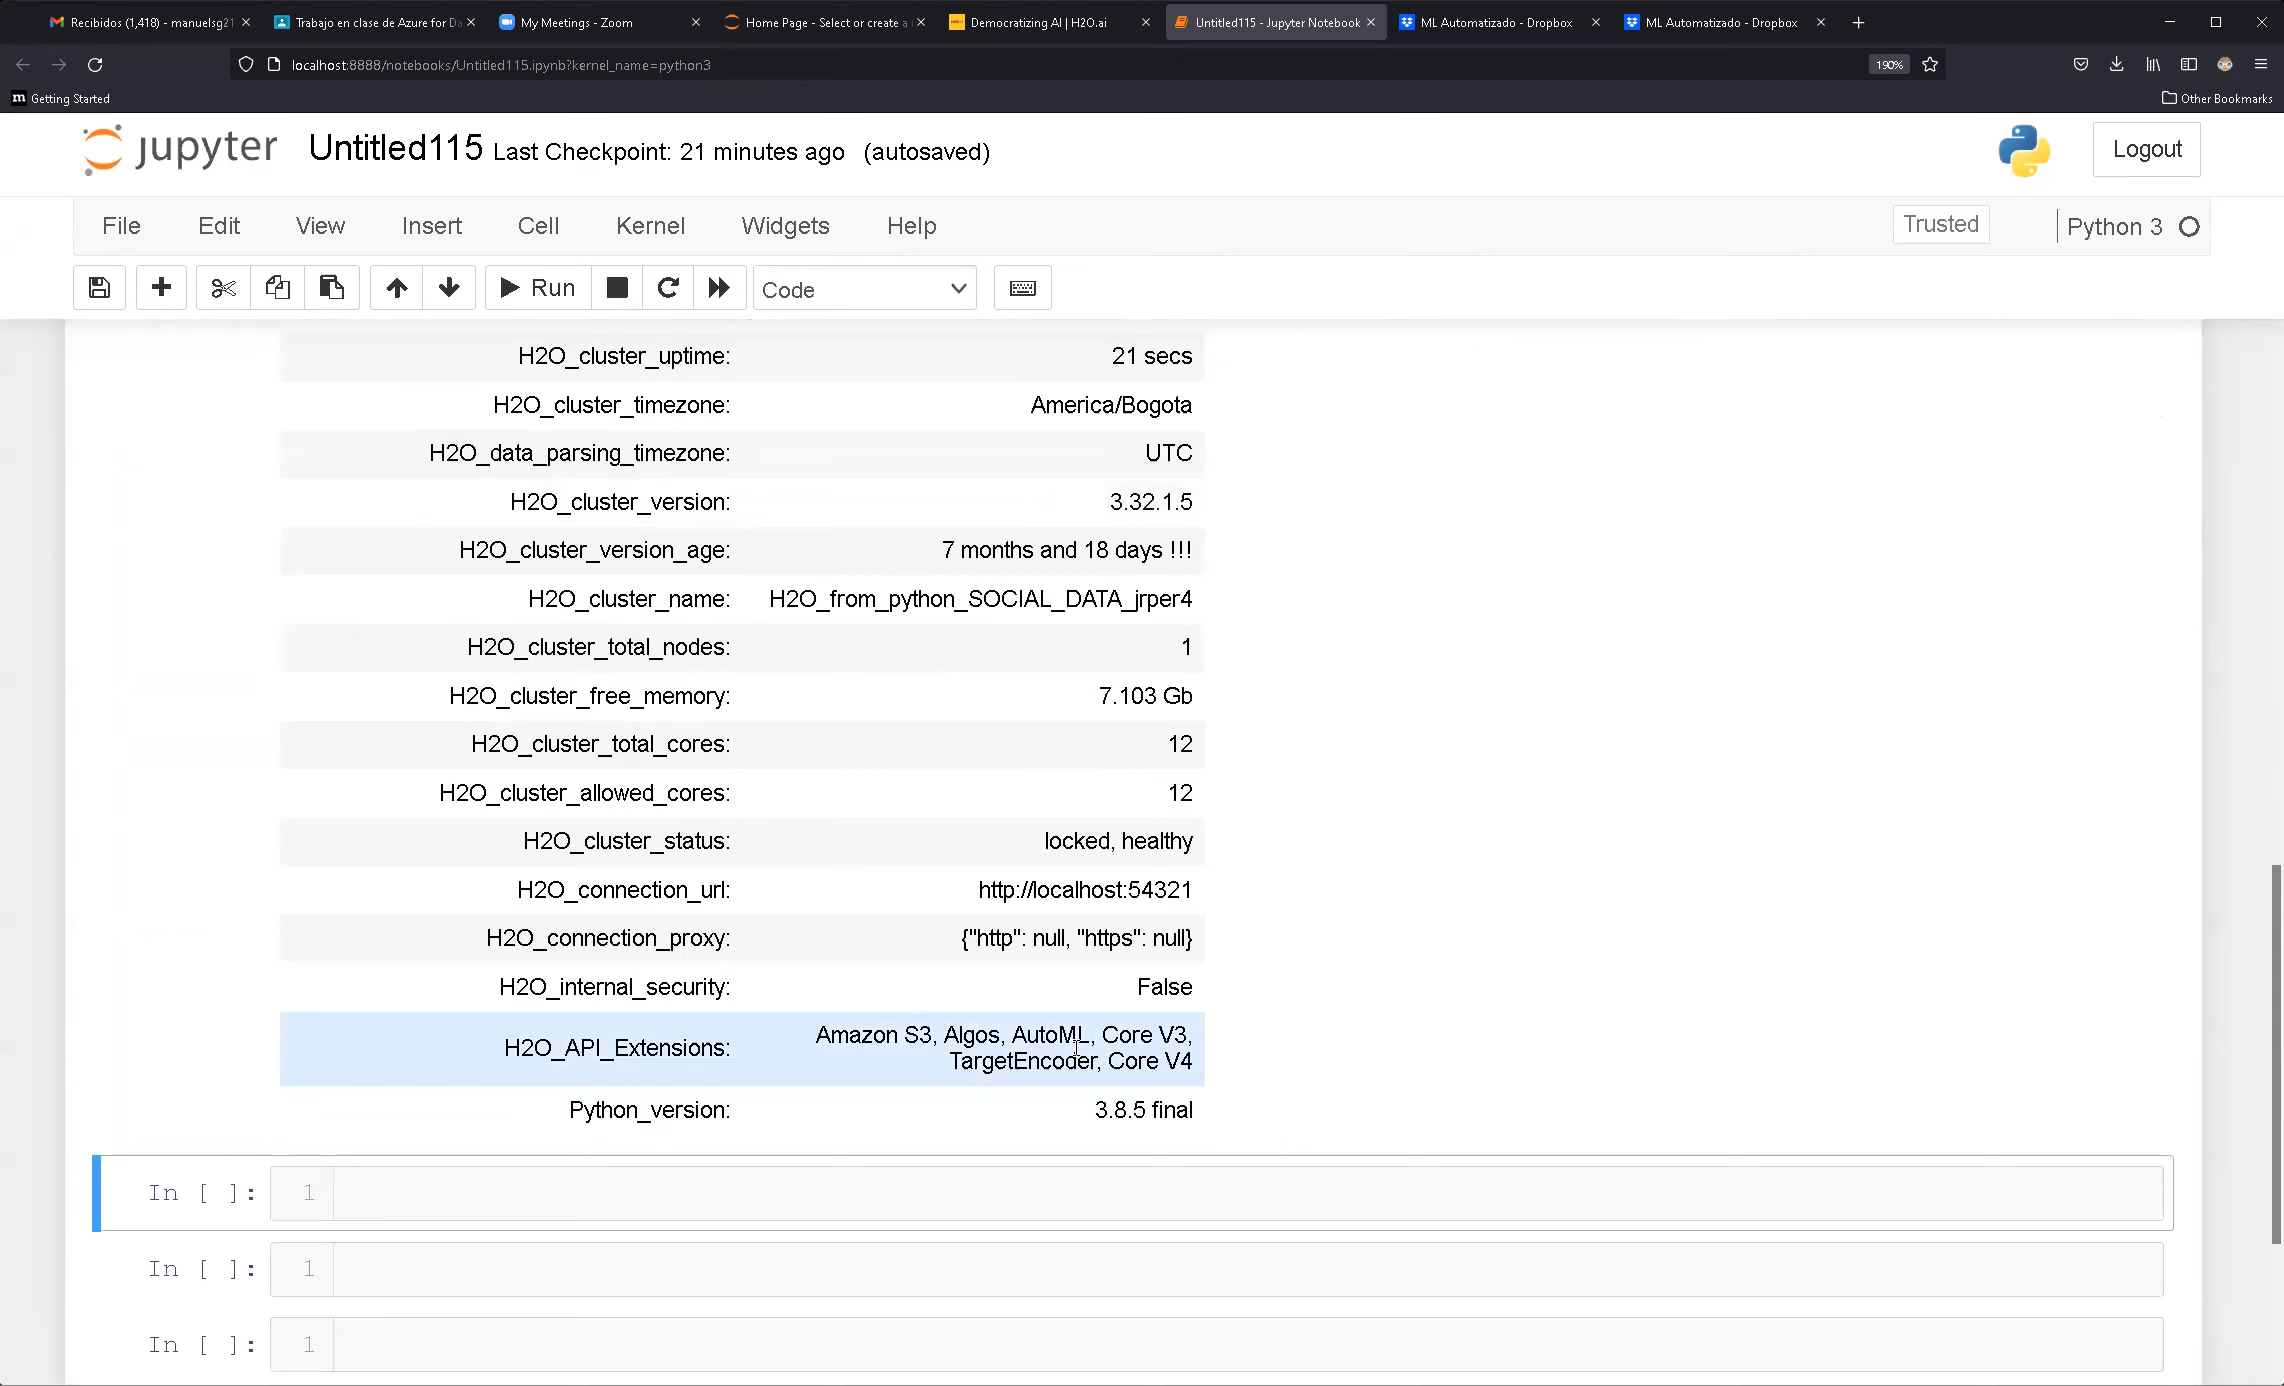 Recibidos (1,418) - manuelsg21
Trabajo en clase de Azure for Da
My Meetings - Zoom
Home Page - Select or create a
Democratizing AI | H2O.ai
Untitled115 - Jupyter Notebook
ML Automatizado - Dropbox
ML Automatizado - Dropbox
localhost:8888/notebooks/Untitled115.ipynb?kernel_name=python3
190%
Getting Started
Other Bookmarks
jupyter Untitled115 Last Checkpoint: 21 minutes ago (autosaved)
Logout
File Edit View Insert Cell Kernel Widgets Help
Trusted
Python 3
Run
Code
H2O_cluster_uptime: 21 secs
H2O_cluster_timezone: America/Bogota
H2O_data_parsing_timezone: UTC
H2O_cluster_version: 3.32.1.5
H2O_cluster_version_age: 7 months and 18 days !!!
H2O_cluster_name: H2O_from_python_SOCIAL_DATA_jrper4
H2O_cluster_total_nodes: 1
H2O_cluster_free_memory: 7.103 Gb
H2O_cluster_total_cores: 12
H2O_cluster_allowed_cores: 12
H2O_cluster_status: locked, healthy
H2O_connection_url: http://localhost:54321
H2O_connection_proxy: {"http": null, "https": null}
H2O_internal_security: False
H2O_API_Extensions: Amazon S3, Algos, AutoML, Core V3,
TargetEncoder, Core V4
Python_version: 3.8.5 final
In [ ]: 1
In [ ]: 1
In [ ]: 1